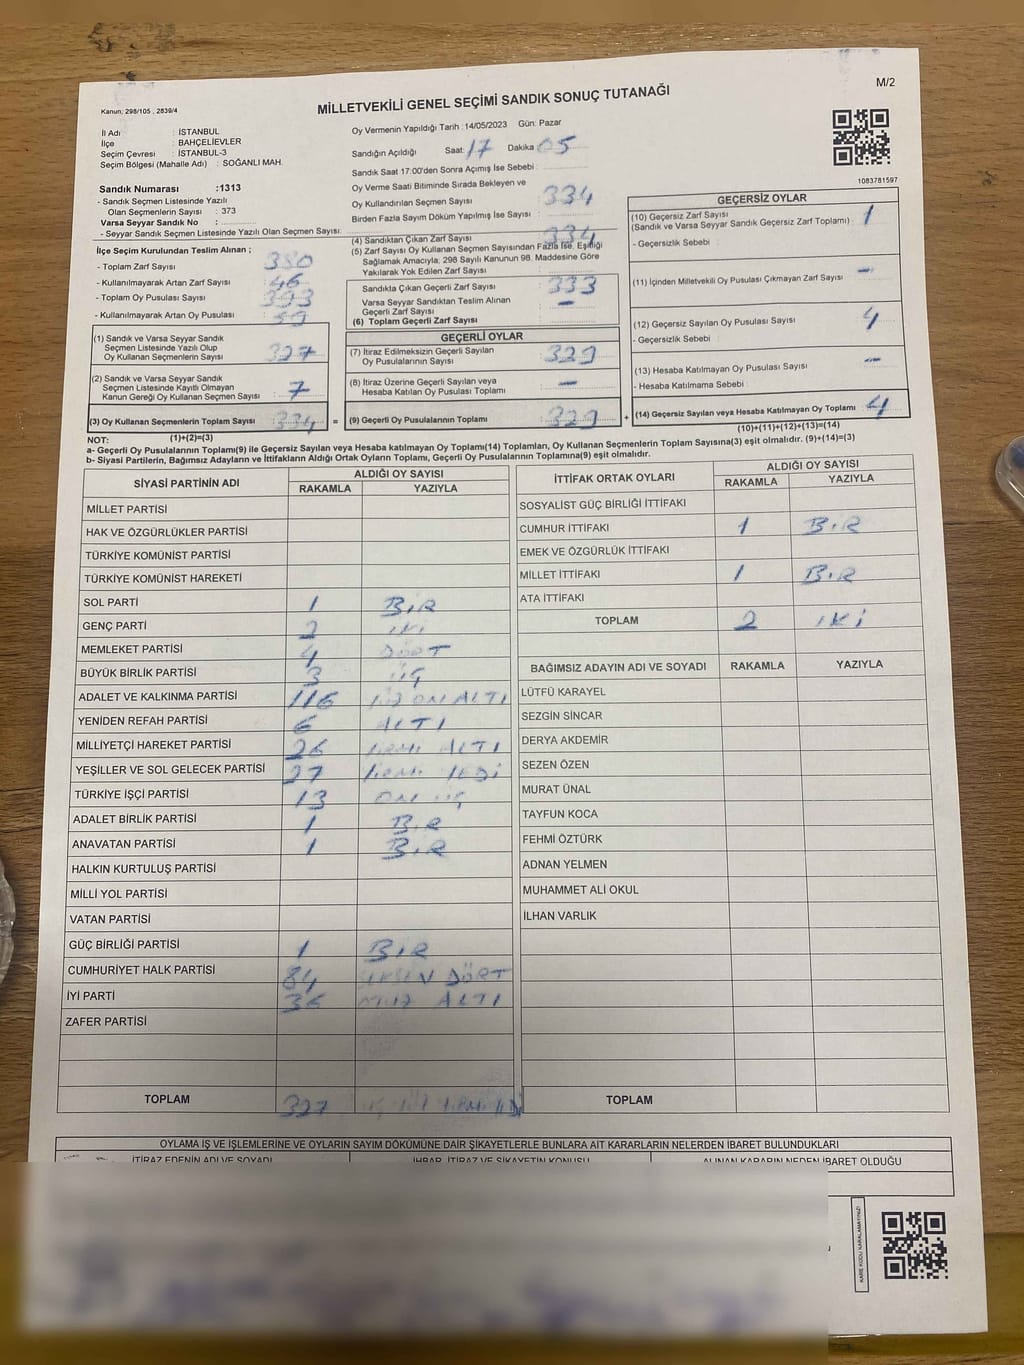 M/2
MİLLETVEKİLİ GENEL SEÇİMİ SANDIK SONUÇ TUTANAĞI
Kanun; 298/105 , 2839/4
İl Adı : İSTANBUL
İlçe : BAHÇELİEVLER
Seçim Çevresi : İSTANBUL-3
Seçim Bölgesi (Mahalle Adı) : SOĞANLI MAH.
Sandık Numarası :1313
- Sandık Seçmen Listesinde Yazılı
Olan Seçmenlerin Sayısı : 373
Varsa Seyyar Sandık No :
- Seyyar Sandık Seçmen Listesinde Yazılı Olan Seçmen Sayısı:
Oy Vermenin Yapıldığı Tarih :14/05/2023 Gün: Pazar
Sandığın Açıldığı Saat: 17 Dakika: 05
Sandık Saat 17:00'den Sonra Açımış İse Sebebi :
Oy Verme Saati Bitiminde Sırada Bekleyen ve
Oy Kullandırılan Seçmen Sayısı : 334
Birden Fazla Sayım Döküm Yapılmış İse Sayısı :
1083781597
İlçe Seçim Kurulundan Teslim Alınan ;
- Toplam Zarf Sayısı : 380
- Kullanılmayarak Artan Zarf Sayısı : 46
- Toplam Oy Pusulası Sayısı : 393
- Kullanılmayarak Artan Oy Pusulası : 59
(1) Sandık ve Varsa Seyyar Sandık
Seçmen Listesinde Yazılı Olup
Oy Kullanan Seçmenlerin Sayısı : 327
(2) Sandık ve Varsa Seyyar Sandık
Seçmen Listesinde Kayıtlı Olmayan
Kanun Gereği Oy Kullanan Seçmen Sayısı : 7
(3) Oy Kullanan Seçmenlerin Toplam Sayısı : 334
(1)+(2)=(3)
(4) Sandıktan Çıkan Zarf Sayısı : 334
(5) Zarf Sayısı Oy Kullanan Seçmen Sayısından Fazla İse, Eşitliği
Sağlamak Amacıyla, 298 Sayılı Kanunun 98. Maddesine Göre
Yakılarak Yok Edilen Zarf Sayısı :
Sandıkta Çıkan Geçerli Zarf Sayısı : 333
Varsa Seyyar Sandıktan Teslim Alınan
Geçerli Zarf Sayısı : —
(6) Toplam Geçerli Zarf Sayısı :
GEÇERLİ OYLAR
(7) İtiraz Edilmeksizin Geçerli Sayılan
Oy Pusulalarının Sayısı : 329
(8) İtiraz Üzerine Geçerli Sayılan veya
Hesaba Katılan Oy Pusulaları Toplamı : —
= (9) Geçerli Oy Pusulalarının Toplamı : 329 +
GEÇERSİZ OYLAR
(10) Geçersiz Zarf Sayısı
(Sandık ve Varsa Seyyar Sandık Geçersiz Zarf Toplamı) : 1
- Geçersizlik Sebebi :
(11) İçinden Milletvekili Oy Pusulası Çıkmayan Zarf Sayısı : —
(12) Geçersiz Sayılan Oy Pusulası Sayısı : 4
- Geçersizlik Sebebi :
(13) Hesaba Katılmayan Oy Pusulası Sayısı : —
- Hesaba Katılmama Sebebi :
(14) Geçersiz Sayılan veya Hesaba Katılmayan Oy Toplamı : 4
(10)+(11)+(12)+(13)=(14)
NOT:
a- Geçerli Oy Pusulalarının Toplamı(9) ile Geçersiz Sayılan veya Hesaba katılmayan Oy Toplamı(14) Toplamları, Oy Kullanan Seçmenlerin Toplam Sayısına(3) eşit olmalıdır. (9)+(14)=(3)
b- Siyasi Partilerin, Bağımsız Adayların ve İttifakların Aldığı Ortak Oyların Toplamı, Geçerli Oy Pusulalarının Toplamına(9) eşit olmalıdır.
SİYASİ PARTİNİN ADI
ALDIĞI OY SAYISI
RAKAMLA YAZIYLA
MİLLET PARTİSİ
HAK VE ÖZGÜRLÜKLER PARTİSİ
TÜRKİYE KOMÜNİST PARTİSİ
TÜRKİYE KOMÜNİST HAREKETİ
SOL PARTİ 1 BİR
GENÇ PARTİ 2 İKİ
MEMLEKET PARTİSİ 4 DÖRT
BÜYÜK BİRLİK PARTİSİ 3 ÜÇ
ADALET VE KALKINMA PARTİSİ 116 YÜZ ON ALTI
YENİDEN REFAH PARTİSİ 6 ALTI
MİLLİYETÇİ HAREKET PARTİSİ 26 YİRMİ ALTI
YEŞİLLER VE SOL GELECEK PARTİSİ 27 YİRMİ YEDİ
TÜRKİYE İŞÇİ PARTİSİ 13 ON ÜÇ
ADALET BİRLİK PARTİSİ 1 BİR
ANAVATAN PARTİSİ 1 BİR
HALKIN KURTULUŞ PARTİSİ
MİLLİ YOL PARTİSİ
VATAN PARTİSİ
GÜÇ BİRLİĞİ PARTİSİ 1 BİR
CUMHURİYET HALK PARTİSİ 84 SEKSEN DÖRT
İYİ PARTİ 36 OTUZ ALTI
ZAFER PARTİSİ
TOPLAM 327 ÜÇ YÜZ YİRMİ YEDİ
İTTİFAK ORTAK OYLARI
ALDIĞI OY SAYISI
RAKAMLA YAZIYLA
SOSYALİST GÜÇ BİRLİĞİ İTTİFAKI
CUMHUR İTTİFAKI 1 BİR
EMEK VE ÖZGÜRLÜK İTTİFAKI
MİLLET İTTİFAKI 1 BİR
ATA İTTİFAKI
TOPLAM 2 İKİ
BAĞIMSIZ ADAYIN ADI VE SOYADI RAKAMLA YAZIYLA
LÜTFÜ KARAYEL
SEZGİN SİNCAR
DERYA AKDEMİR
SEZEN ÖZEN
MURAT ÜNAL
TAYFUN KOCA
FEHMİ ÖZTÜRK
ADNAN YELMEN
MUHAMMET ALİ OKUL
İLHAN VARLIK
TOPLAM
OYLAMA İŞ VE İŞLEMLERİNE VE OYLARIN SAYIM DÖKÜMÜNE DAİR ŞİKAYETLERLE BUNLARA AİT KARARLARIN NELERDEN İBARET BULUNDUKLARI
İTİRAZ EDENİN ADI VE SOYADI İHBAR, İTİRAZ VE ŞİKAYETİN KONUSU ALINAN KARARIN NEDEN İBARET OLDUĞU
KARE KODU KARALAMAYINIZ!